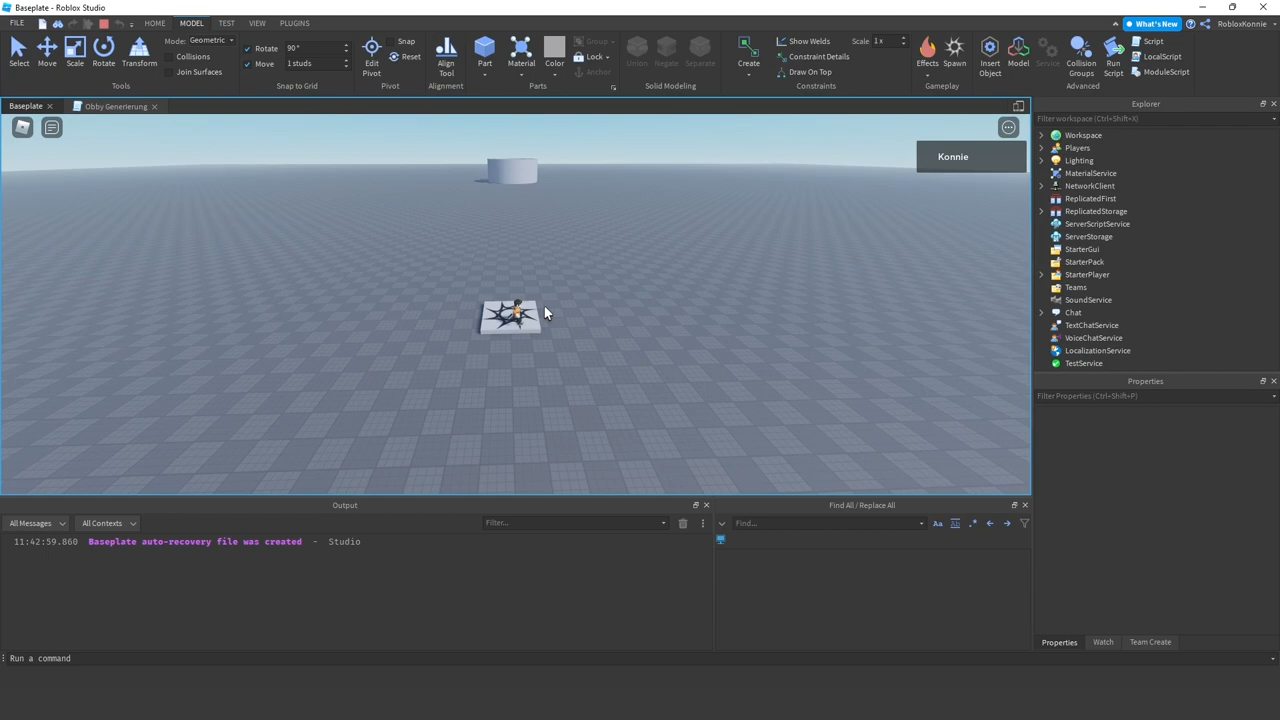 Baseplate - Roblox Studio
FILE HOME MODEL TEST VIEW PLUGINS What's New RobloxKonnie
Select Move Scale Rotate Transform
Mode: Geometric
Collisions
Join Surfaces
Tools
Rotate 90°
Move 1 studs
Snap to Grid
Edit Pivot
Snap
Reset
Pivot
Align Tool
Alignment
Part Material Color
Group
Lock
Anchor
Parts
Union Negate Separate
Solid Modeling
Create
Show Welds
Scale 1 x
Constraint Details
Draw On Top
Constraints
Effects Spawn
Gameplay
Insert Object
Model
Service
Collision Groups
Run Script
Script
LocalScript
ModuleScript
Advanced
Baseplate Obby Generierung
Konnie
Explorer
Filter workspace (Ctrl+Shift+X)
Workspace
Players
Lighting
MaterialService
NetworkClient
ReplicatedFirst
ReplicatedStorage
ServerScriptService
ServerStorage
StarterGui
StarterPack
StarterPlayer
Teams
SoundService
Chat
TextChatService
VoiceChatService
LocalizationService
TestService
Properties
Filter Properties (Ctrl+Shift+P)
Properties Watch Team Create
Output
All Messages All Contexts Filter...
11:42:59.860 Baseplate auto-recovery file was created - Studio
Find All / Replace All
Find... Aa Ab .*
Run a command